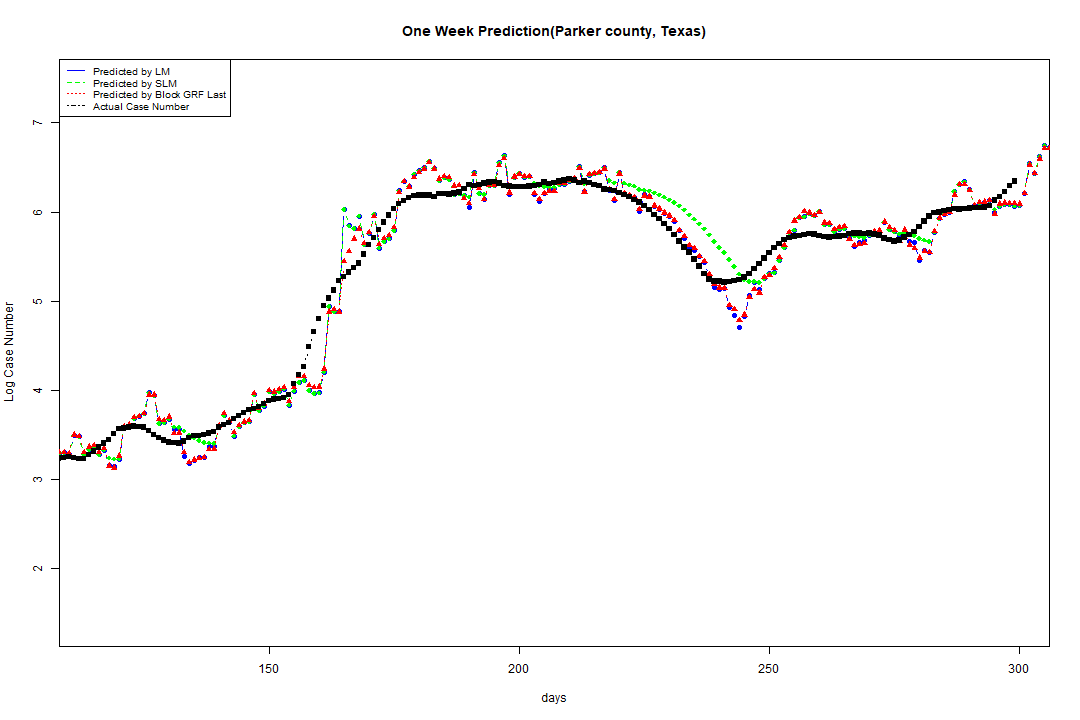 One Week Prediction(Parker county, Texas)
Predicted by LM
Predicted by SLM
Predicted by Block GRF Last
Actual Case Number
7
6
5
4
3
2
Log Case Number
150 200 250 300
days